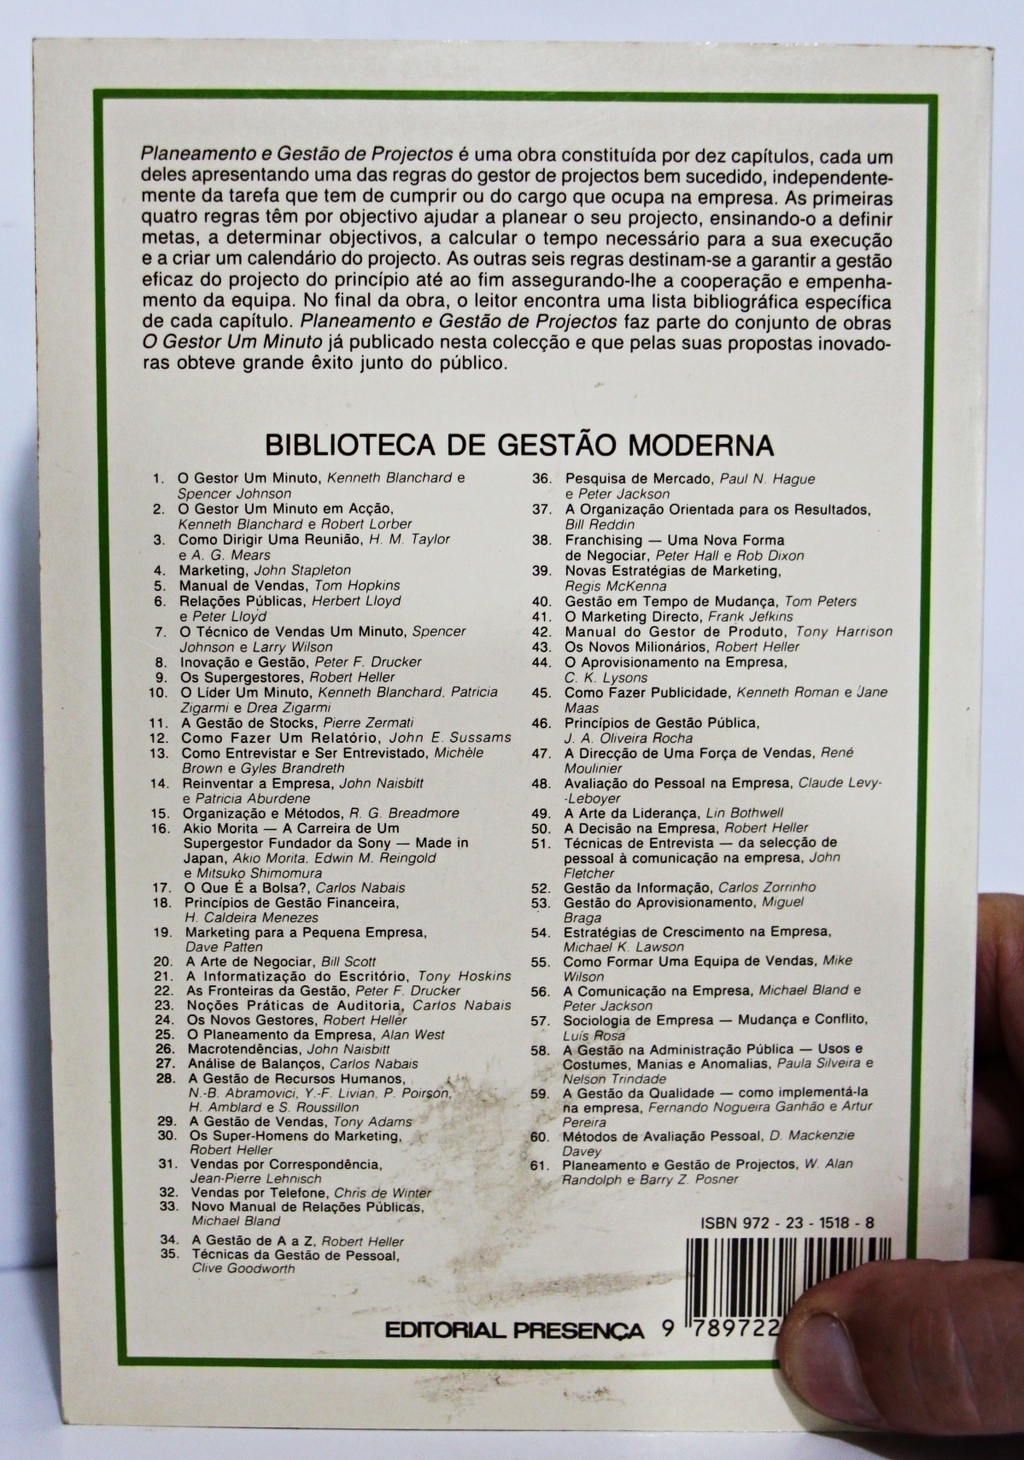 Planeamento e Gestão de Projectos é uma obra constituída por dez capítulos, cada um
deles apresentando uma das regras do gestor de projectos bem sucedido, independente-
mente da tarefa que tem de cumprir ou do cargo que ocupa na empresa. As primeiras
quatro regras têm por objectivo ajudar a planear o seu projecto, ensinando-o a definir
metas, a determinar objectivos, a calcular o tempo necessário para a sua execução
e a criar um calendário do projecto. As outras seis regras destinam-se a garantir a gestão
eficaz do projecto do princípio até ao fim assegurando-lhe a cooperação e empenha-
mento da equipa. No final da obra, o leitor encontra uma lista bibliográfica específica
de cada capítulo. Planeamento e Gestão de Projectos faz parte do conjunto de obras
O Gestor Um Minuto já publicado nesta colecção e que pelas suas propostas inovado-
ras obteve grande êxito junto do público.
BIBLIOTECA DE GESTÃO MODERNA
1. O Gestor Um Minuto, Kenneth Blanchard e
Spencer Johnson
2. O Gestor Um Minuto em Acção,
Kenneth Blanchard e Robert Lorber
3. Como Dirigir Uma Reunião, H. M. Taylor
e A. G. Mears
4. Marketing, John Stapleton
5. Manual de Vendas, Tom Hopkins
6. Relações Públicas, Herbert Lloyd
e Peter Lloyd
7. O Técnico de Vendas Um Minuto, Spencer
Johnson e Larry Wilson
8. Inovação e Gestão, Peter F. Drucker
9. Os Supergestores, Robert Heller
10. O Líder Um Minuto, Kenneth Blanchard, Patricia
Zigarmi e Drea Zigarmi
11. A Gestão de Stocks, Pierre Zermati
12. Como Fazer Um Relatório, John E. Sussams
13. Como Entrevistar e Ser Entrevistado, Michèle
Brown e Gyles Brandreth
14. Reinventar a Empresa, John Naisbitt
e Patricia Aburdene
15. Organização e Métodos, R. G. Breadmore
16. Akio Morita — A Carreira de Um
Supergestor Fundador da Sony — Made in
Japan, Akio Morita, Edwin M. Reingold
e Mitsuko Shimomura
17. O Que É a Bolsa?, Carlos Nabais
18. Princípios de Gestão Financeira,
H. Caldeira Menezes
19. Marketing para a Pequena Empresa,
Dave Patten
20. A Arte de Negociar, Bill Scott
21. A Informatização do Escritório, Tony Hoskins
22. As Fronteiras da Gestão, Peter F. Drucker
23. Noções Práticas de Auditoria, Carlos Nabais
24. Os Novos Gestores, Robert Heller
25. O Planeamento da Empresa, Alan West
26. Macrotendências, John Naisbitt
27. Análise de Balanços, Carlos Nabais
28. A Gestão de Recursos Humanos,
N.-B. Abramovici, Y.-F. Livian, P. Poirson,
H. Amblard e S. Roussillon
29. A Gestão de Vendas, Tony Adams
30. Os Super-Homens do Marketing,
Robert Heller
31. Vendas por Correspondência,
Jean-Pierre Lehnisch
32. Vendas por Telefone, Chris de Winter
33. Novo Manual de Relações Públicas,
Michael Bland
34. A Gestão de A a Z, Robert Heller
35. Técnicas da Gestão de Pessoal,
Clive Goodworth
36. Pesquisa de Mercado, Paul N. Hague
e Peter Jackson
37. A Organização Orientada para os Resultados,
Bill Reddin
38. Franchising — Uma Nova Forma
de Negociar, Peter Hall e Rob Dixon
39. Novas Estratégias de Marketing,
Regis McKenna
40. Gestão em Tempo de Mudança, Tom Peters
41. O Marketing Directo, Frank Jefkins
42. Manual do Gestor de Produto, Tony Harrison
43. Os Novos Milionários, Robert Heller
44. O Aprovisionamento na Empresa,
C. K. Lysons
45. Como Fazer Publicidade, Kenneth Roman e Jane
Maas
46. Princípios de Gestão Pública,
J. A. Oliveira Rocha
47. A Direcção de Uma Força de Vendas, René
Moulinier
48. Avaliação do Pessoal na Empresa, Claude Levy-
-Leboyer
49. A Arte da Liderança, Lin Bothwell
50. A Decisão na Empresa, Robert Heller
51. Técnicas de Entrevista — da selecção de
pessoal à comunicação na empresa, John
Fletcher
52. Gestão da Informação, Carlos Zorrinho
53. Gestão do Aprovisionamento, Miguel
Braga
54. Estratégias de Crescimento na Empresa,
Michael K. Lawson
55. Como Formar Uma Equipa de Vendas, Mike
Wilson
56. A Comunicação na Empresa, Michael Bland e
Peter Jackson
57. Sociologia de Empresa — Mudança e Conflito,
Luís Rosa
58. A Gestão na Administração Pública — Usos e
Costumes, Manias e Anomalias, Paula Silveira e
Nelson Trindade
59. A Gestão da Qualidade — como implementá-la
na empresa, Fernando Nogueira Ganhão e Artur
Pereira
60. Métodos de Avaliação Pessoal, D. Mackenzie
Davey
61. Planeamento e Gestão de Projectos, W. Alan
Randolph e Barry Z. Posner
ISBN 972 - 23 - 1518 - 8
EDITORIAL PRESENÇA
9 789722